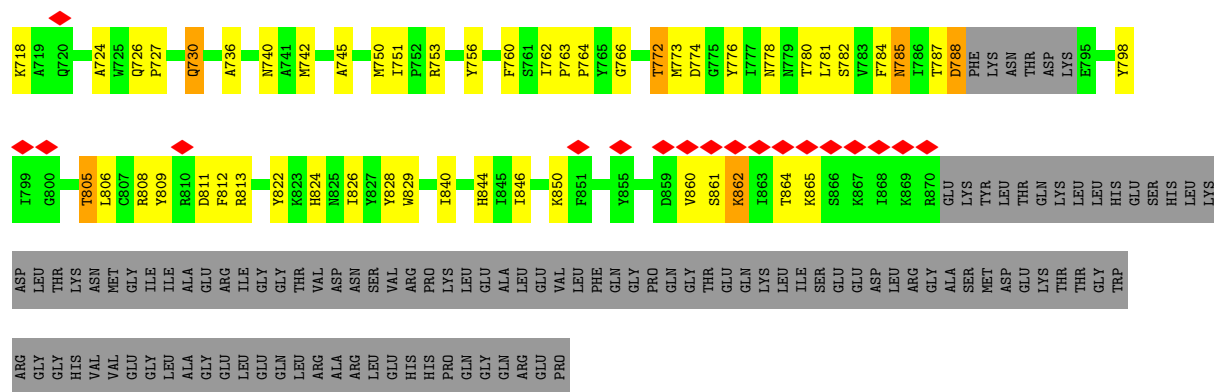 K718 A719 Q720 A724 W725 Q726 P727 Q730 A736 N740 A741 M742 A745 M750 I751 P752 R753 Y756 F760 S761 I762 P763 P764 Y765 G766 T772 M773 D774 G775 Y776 I777 N778 N779 T780 L781 S782 V783 F784 N785 I786 T787 D788 PHE LYS ASN THR ASP LYS E795 Y798
I799 G800 T805 L806 C807 R808 Y809 R810 D811 F812 R813 Y822 K823 H824 N825 I826 Y827 Y828 W829 I840 H844 I845 I846 K850 F851 Y855 D859 V860 S861 K862 I863 T864 K865 S866 K867 I868 K869 R870 GLU LYS TYR LEU THR GLN LYS LEU LEU HIS GLU SER HIS LEU LYS
ASP LEU THR LYS ASN MET GLY ILE ILE ALA GLU ARG ILE GLY GLY THR VAL ASP ASN SER VAL ARG PRO LYS LEU GLU ALA LEU GLU VAL LEU PHE GLN GLY PRO GLN GLY THR GLU GLN LYS LEU ILE SER GLU GLU ASP LEU ARG GLY ALA SER MET ASP GLU LYS THR THR GLY TRP
ARG GLY GLY HIS VAL VAL GLU GLY LEU ALA GLY GLU LEU GLU GLN LEU ARG ALA ARG LEU GLU HIS HIS PRO GLN GLY GLN ARG GLU PRO